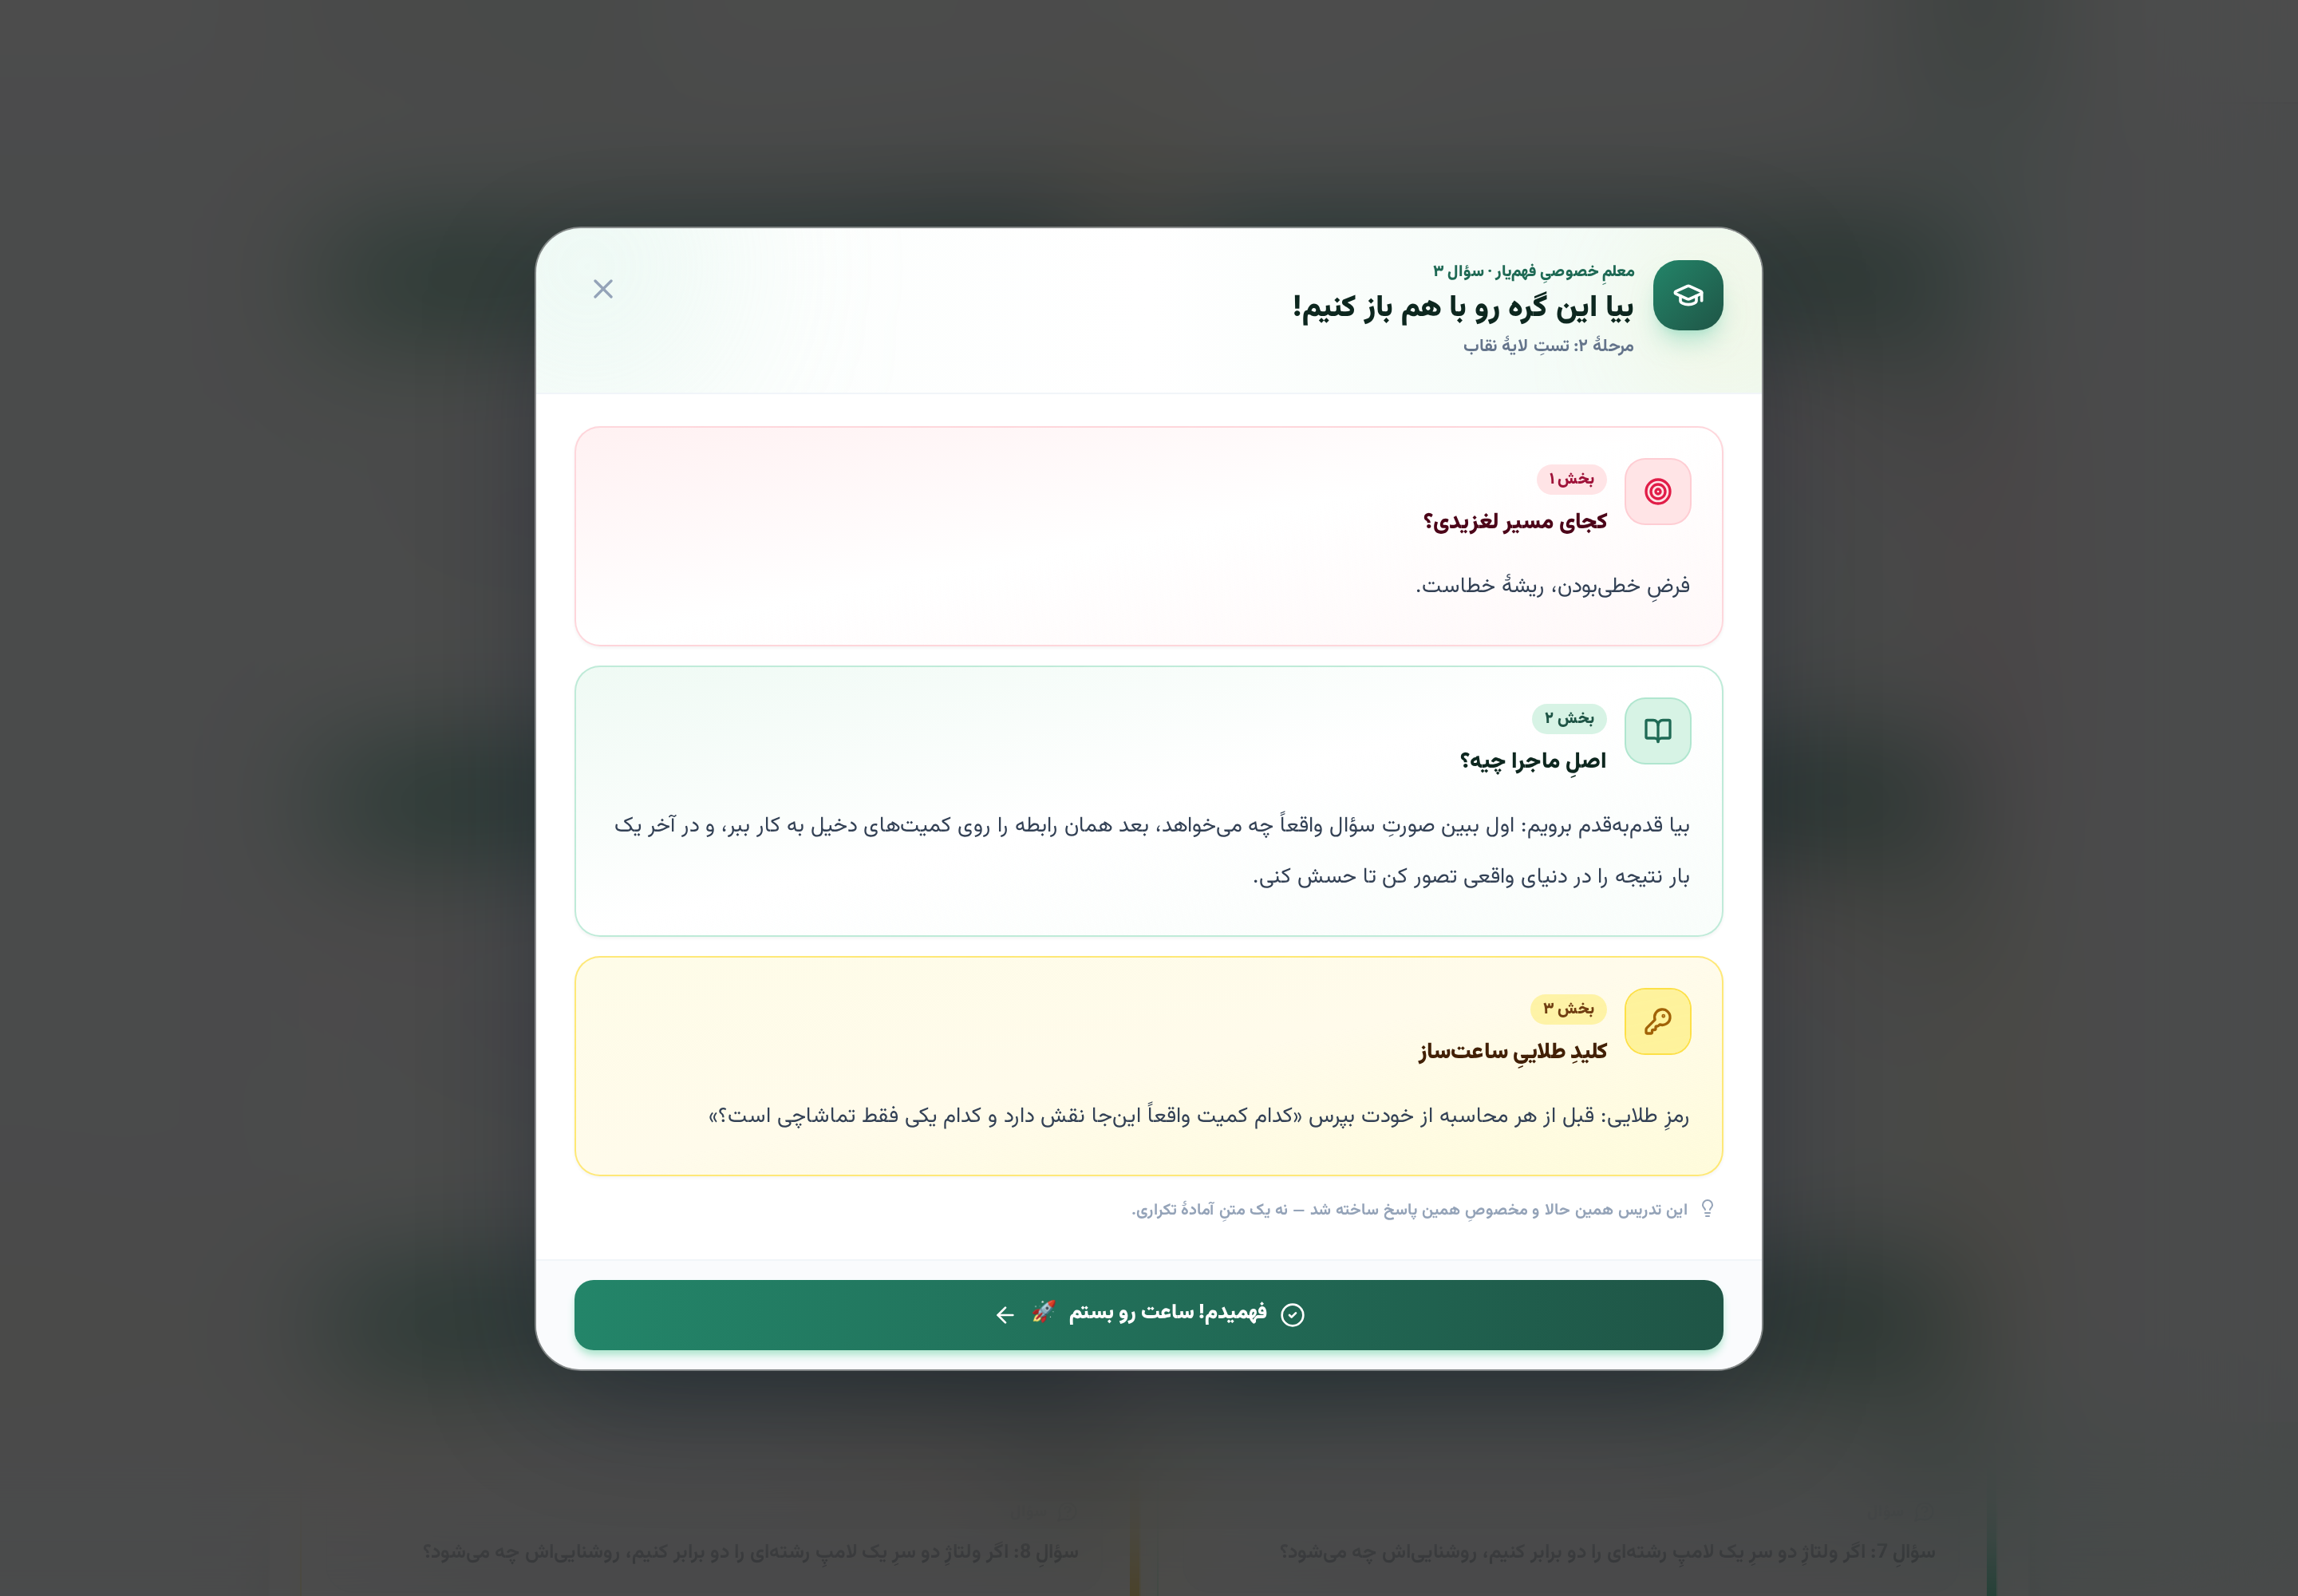 معلمِ خصوصیِ فهم‌یار · سؤال ۳
بیا این گره رو با هم باز کنیم!
مرحلهٔ ۲: تستِ لایهٔ نقاب
بخش ۱
کجای مسیر لغزیدی؟
فرضِ خطی‌بودن، ریشهٔ خطاست.
بخش ۲
اصلِ ماجرا چیه؟
بیا قدم‌به‌قدم برویم: اول ببین صورتِ سؤال واقعاً چه می‌خواهد، بعد همان رابطه را روی کمیت‌های دخیل به کار ببر، و در آخر یک
بار نتیجه را در دنیای واقعی تصور کن تا حسش کنی.
بخش ۳
کلیدِ طلاییِ ساعت‌ساز
رمزِ طلایی: قبل از هر محاسبه از خودت بپرس «کدام کمیت واقعاً این‌جا نقش دارد و کدام یکی فقط تماشاچی است؟»
این تدریس همین حالا و مخصوصِ همین پاسخ ساخته شد — نه یک متنِ آمادهٔ تکراری.
فهمیدم! ساعت رو بستم 🚀
سؤال 7: اگر ولتاژِ دو سرِ یک لامپِ رشته‌ای را دو برابر کنیم، روشنایی‌اش چه می‌شود؟
سؤال 8: اگر ولتاژِ دو سرِ یک لامپِ رشته‌ای را دو برابر کنیم، روشنایی‌اش چه می‌شود؟